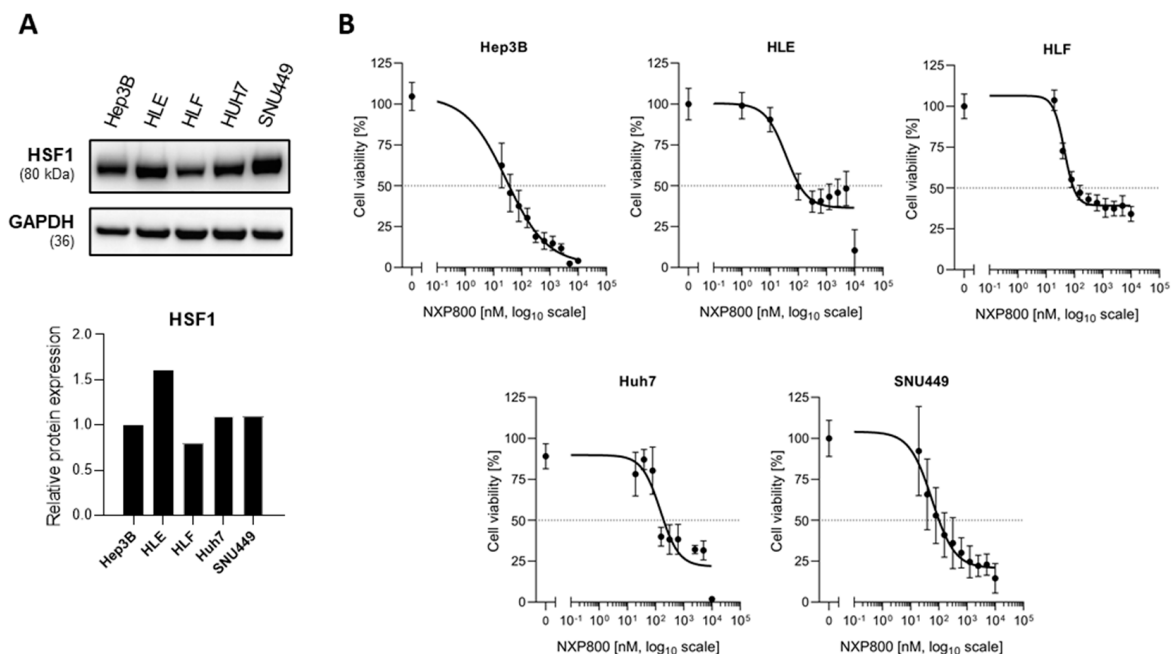 A
Hep3B
HLE
HLF
HUH7
SNU449
HSF1
(80 kDa)
GAPDH
(36)
HSF1
Relative protein expression
2.0
1.5
1.0
0.5
0.0
Hep3B
HLE
HLF
Huh7
SNU449
B
Hep3B
Cell viability [%]
125
100
75
50
25
0
0 10⁻¹ 10⁰ 10¹ 10² 10³ 10⁴ 10⁵
NXP800 [nM, log₁₀ scale]
HLE
Cell viability [%]
125
100
75
50
25
0
0 10⁻¹ 10⁰ 10¹ 10² 10³ 10⁴ 10⁵
NXP800 [nM, log₁₀ scale]
HLF
Cell viability [%]
125
100
75
50
25
0
0 10⁻¹ 10⁰ 10¹ 10² 10³ 10⁴ 10⁵
NXP800 [nM, log₁₀ scale]
Huh7
Cell viability [%]
125
100
75
50
25
0
0 10⁻¹ 10⁰ 10¹ 10² 10³ 10⁴ 10⁵
NXP800 [nM, log₁₀ scale]
SNU449
Cell viability [%]
125
100
75
50
25
0
0 10⁻¹ 10⁰ 10¹ 10² 10³ 10⁴ 10⁵
NXP800 [nM, log₁₀ scale]